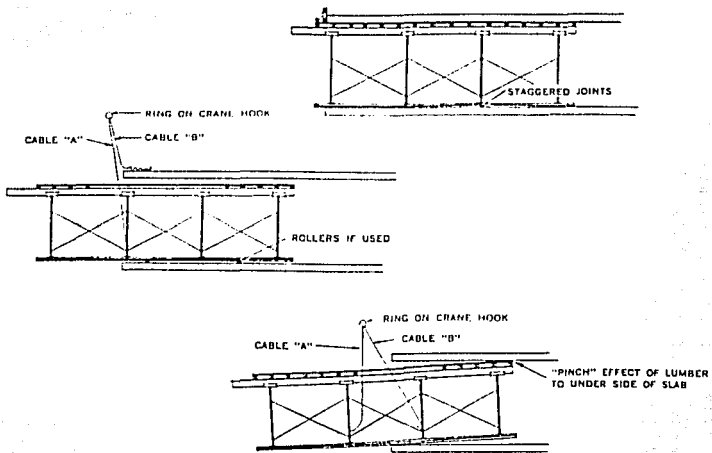 STAGGERED JOINTS
RING ON CRANE HOOK
CABLE "A"
CABLE "B"
ROLLERS IF USED
RING ON CRANE HOOK
CABLE "A"
CABLE "B"
"PINCH" EFFECT OF LUMBER
TO UNDER SIDE OF SLAB